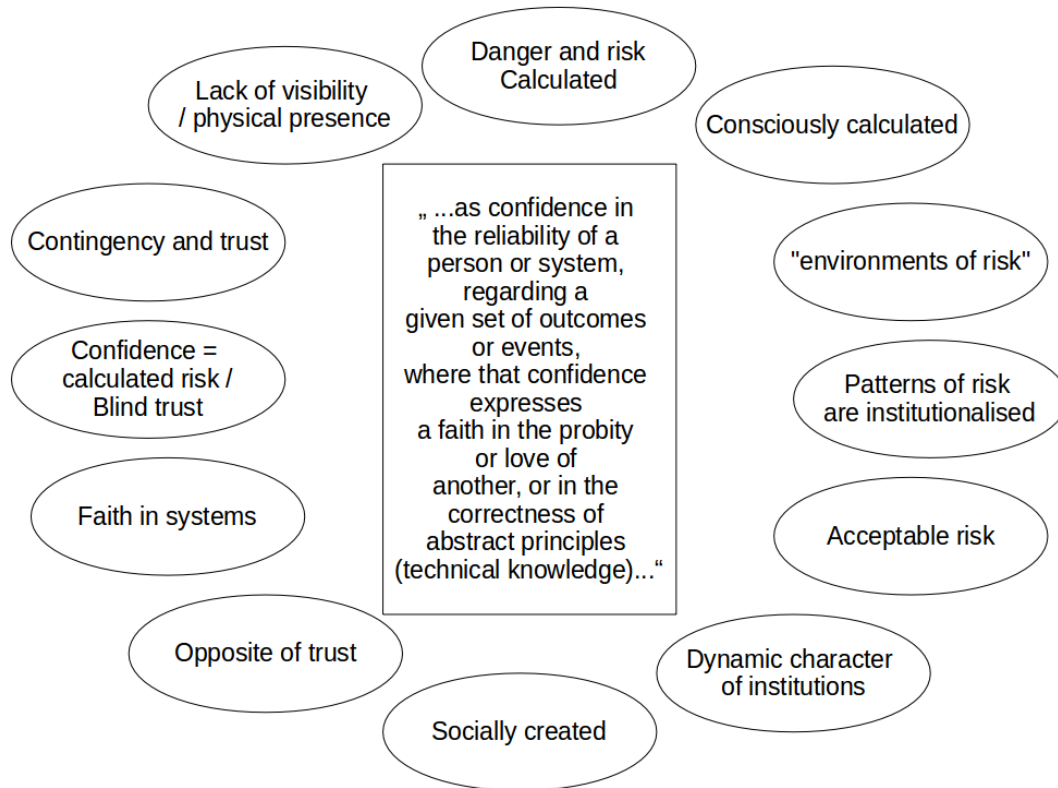 Danger and risk
Calculated
Lack of visibility
/ physical presence
Consciously calculated
Contingency and trust
"environments of risk"
Confidence =
calculated risk /
Blind trust
Patterns of risk
are institutionalised
Faith in systems
Acceptable risk
Opposite of trust
Dynamic character
of institutions
Socially created
„ ...as confidence in
the reliability of a
person or system,
regarding a
given set of outcomes
or events,
where that confidence
expresses
a faith in the probity
or love of
another, or in the
correctness of
abstract principles
(technical knowledge)...“